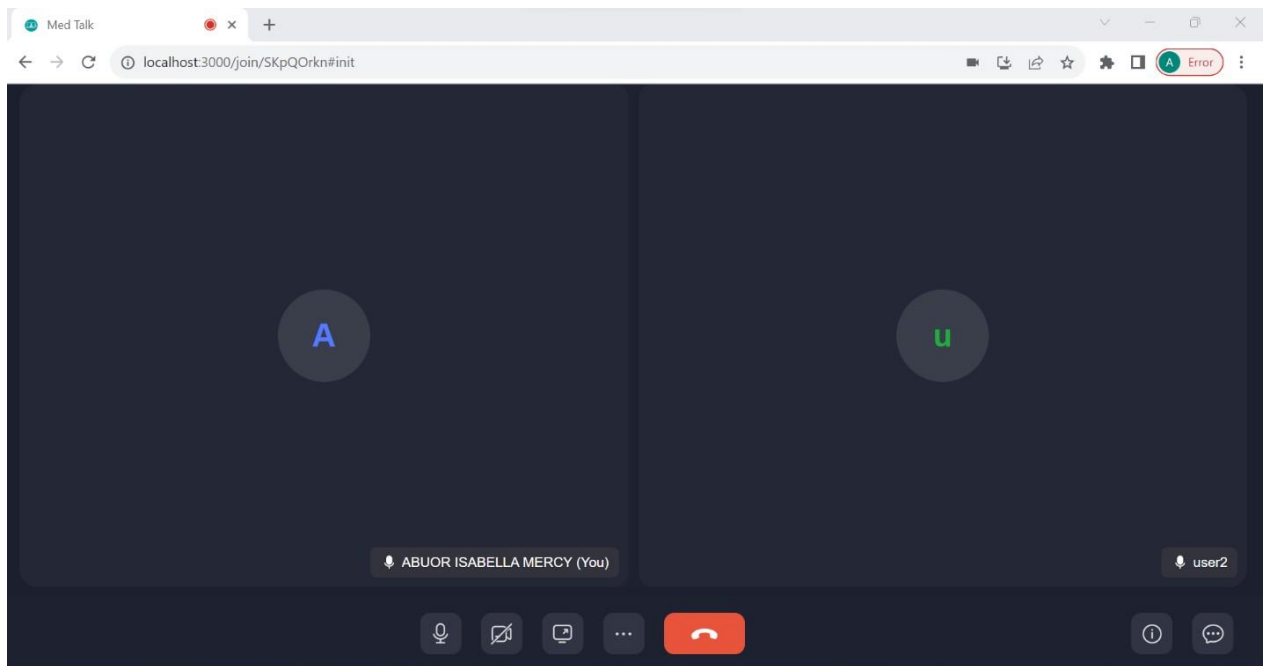 Med Talk
localhost:3000/join/SKpQOrkn#init
A Error
A
u
ABUOR ISABELLA MERCY (You)
user2